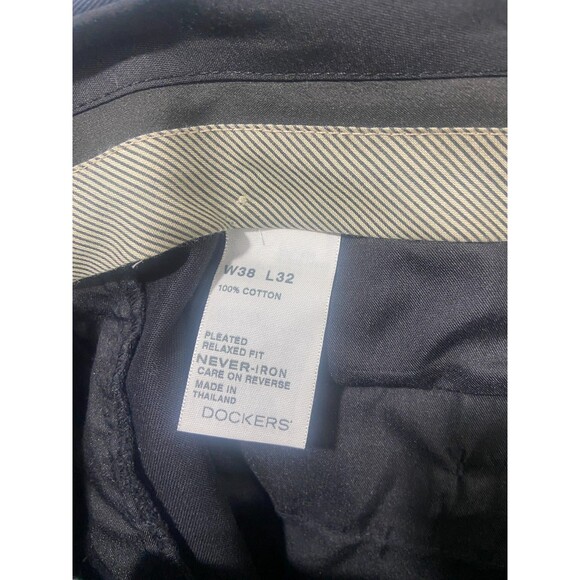 W38 L32
100% COTTON
PLEATED
RELAXED FIT
NEVER-IRON
CARE ON REVERSE
MADE IN
THAILAND
DOCKERS®